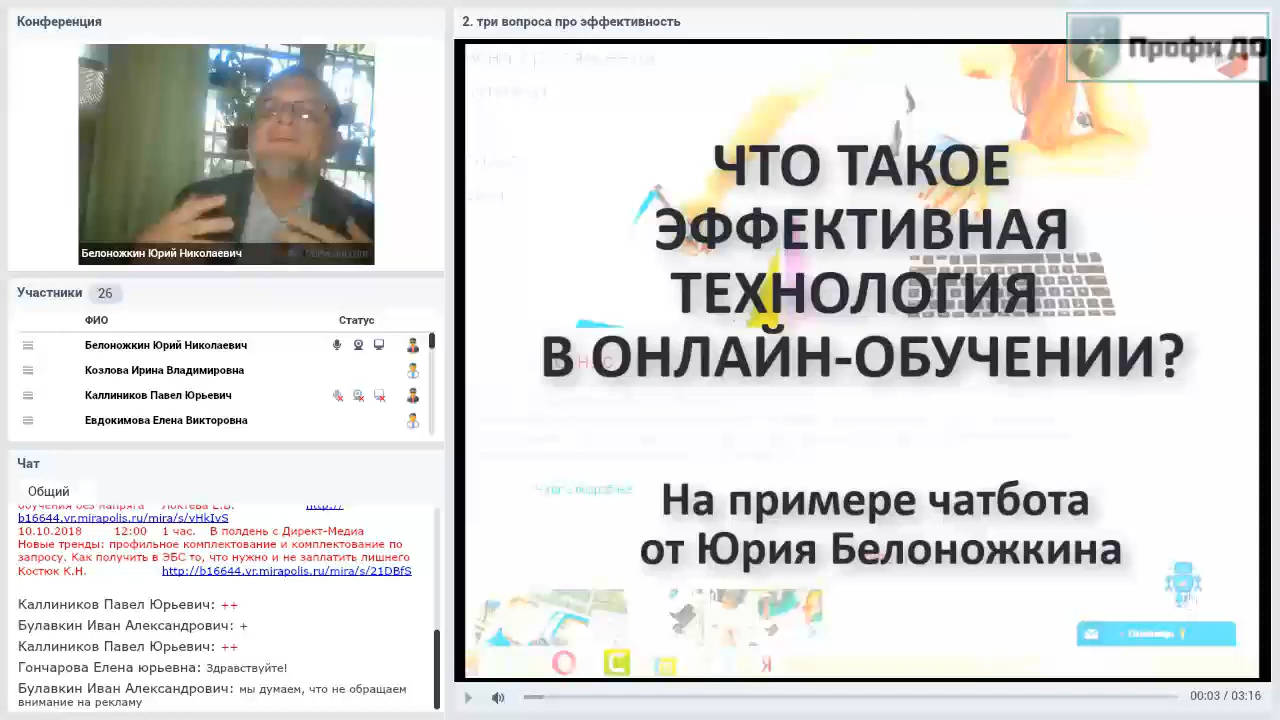 Конференция
Белоножкин Юрий Николаевич
Участники 26
ФИО Статус
Белоножкин Юрий Николаевич
Козлова Ирина Владимировна
Каллиников Павел Юрьевич
Евдокимова Елена Викторовна
Чат
Общий
обучения без напряга Локтева Е.В. http://
b16644.vr.mirapolis.ru/mira/s/vHkIvS
10.10.2018 12:00 1 час. В полдень с Директ-Медиа
Новые тренды: профильное комплектование и комплектование по
запросу. Как получить в ЭБС то, что нужно и не заплатить лишнего
Костюк К.Н. http://b16644.vr.mirapolis.ru/mira/s/21DBfS
Каллиников Павел Юрьевич: ++
Булавкин Иван Александрович: +
Каллиников Павел Юрьевич: ++
Гончарова Елена юрьевна: Здравствуйте!
Булавкин Иван Александрович: мы думаем, что не обращаем
внимание на рекламу
2. три вопроса про эффективность
Профи ДО
ЧТО ТАКОЕ
ЭФФЕКТИВНАЯ
ТЕХНОЛОГИЯ
В ОНЛАЙН-ОБУЧЕНИИ?
На примере чатбота
от Юрия Белоножкина
00:03 / 03:16